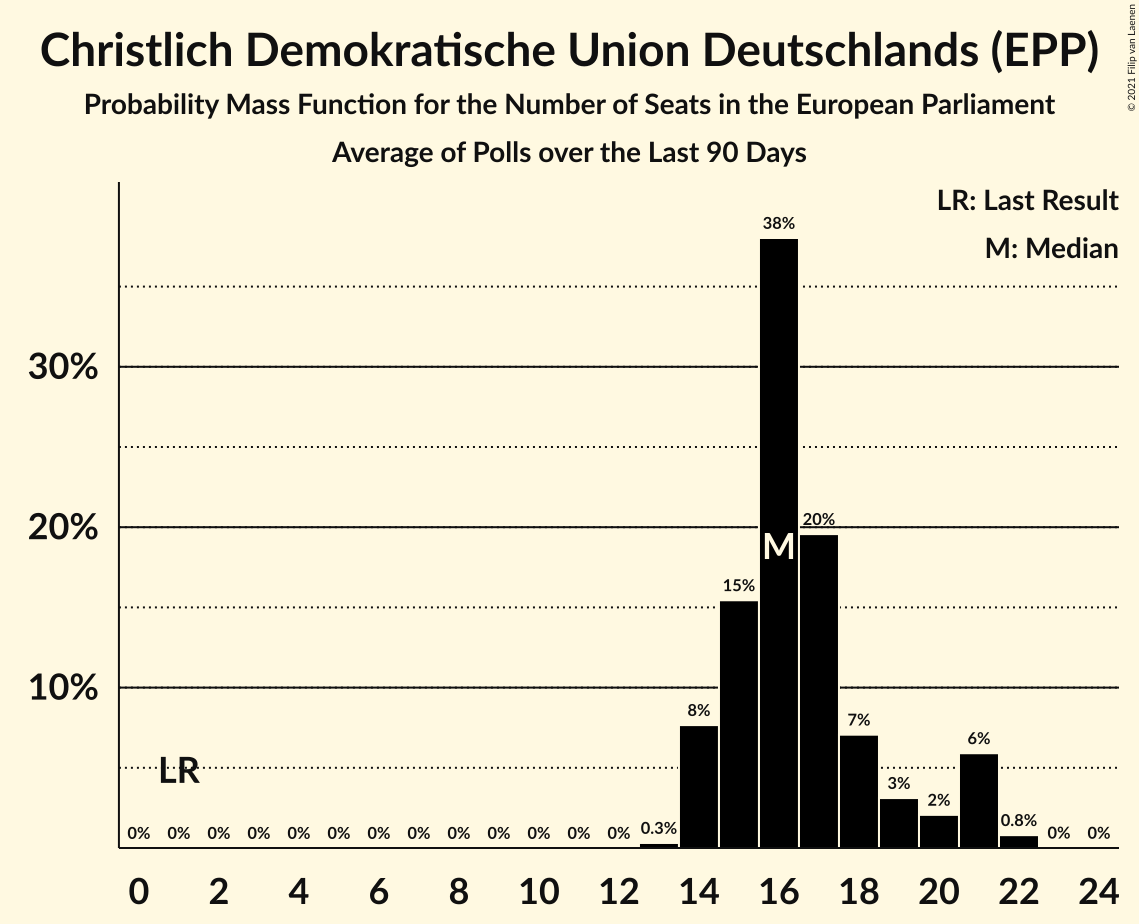 Christlich Demokratische Union Deutschlands (EPP)
Probability Mass Function for the Number of Seats in the European Parliament
Average of Polls over the Last 90 Days
© 2021 Filip van Laenen
LR: Last Result
M: Median
38%
30%
20%
20%
M
15%
10%
8%
7%
6%
LR
3%
2%
0% 0% 0% 0% 0% 0% 0% 0% 0% 0% 0% 0% 0% 0.3% 0.8% 0% 0%
0 2 4 6 8 10 12 14 16 18 20 22 24